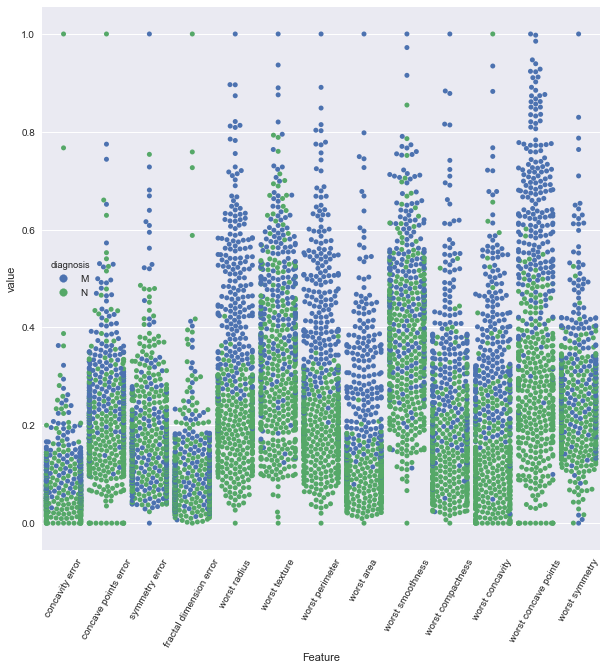 1.0
0.8
0.6
0.4
0.2
0.0
value
diagnosis
M
N
concavity error
concave points error
symmetry error
fractal dimension error
worst radius
worst texture
worst perimeter
worst area
worst smoothness
worst compactness
worst concavity
worst concave points
worst symmetry
Feature